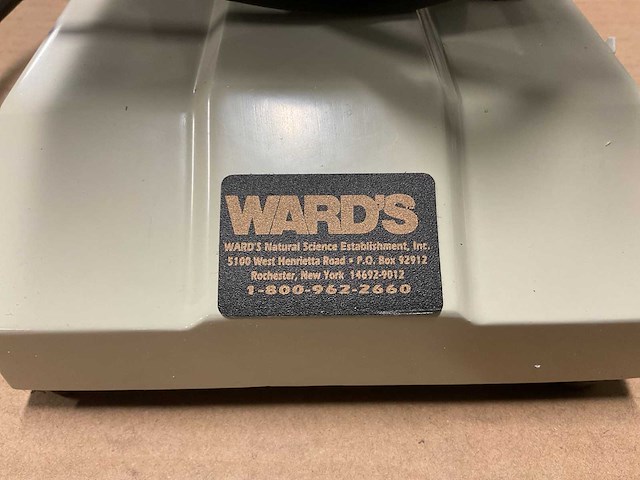 WARD'S
WARD'S Natural Science Establishment, Inc.
5100 West Henrietta Road • P.O. Box 92912
Rochester, New York 14692-9012
1-800-962-2660